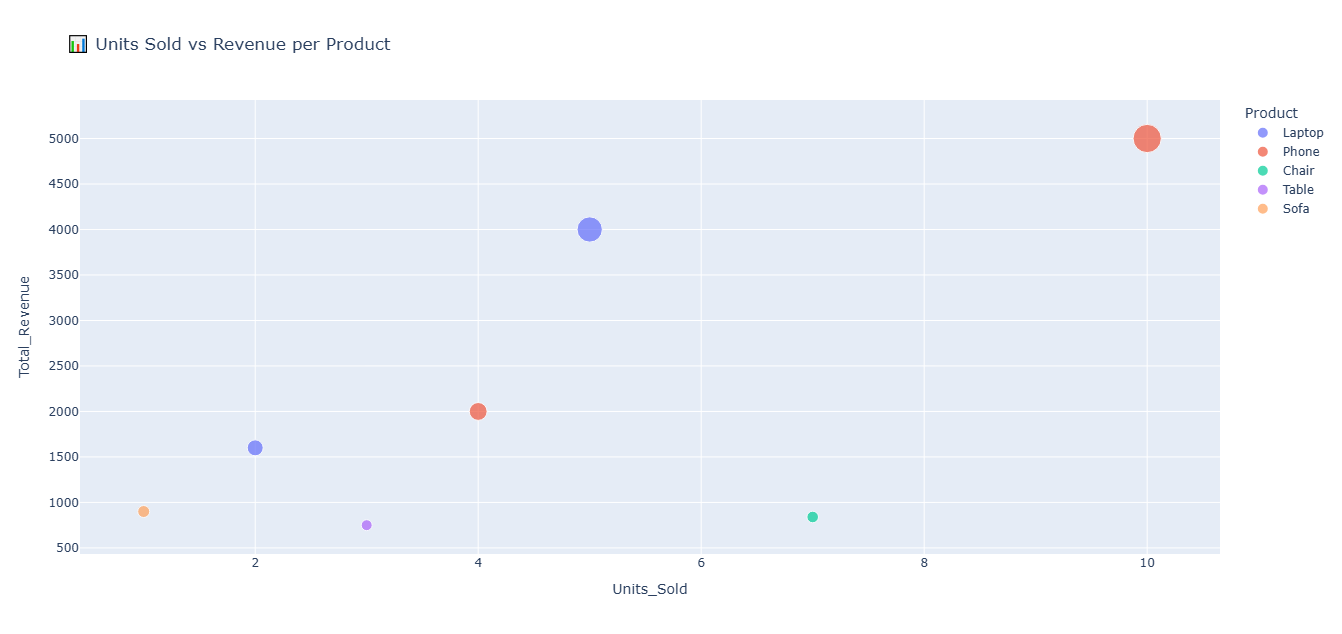 📊 Units Sold vs Revenue per Product
Product
Laptop
Phone
Chair
Table
Sofa
Total_Revenue
5000
4500
4000
3500
3000
2500
2000
1500
1000
500
2 4 6 8 10
Units_Sold